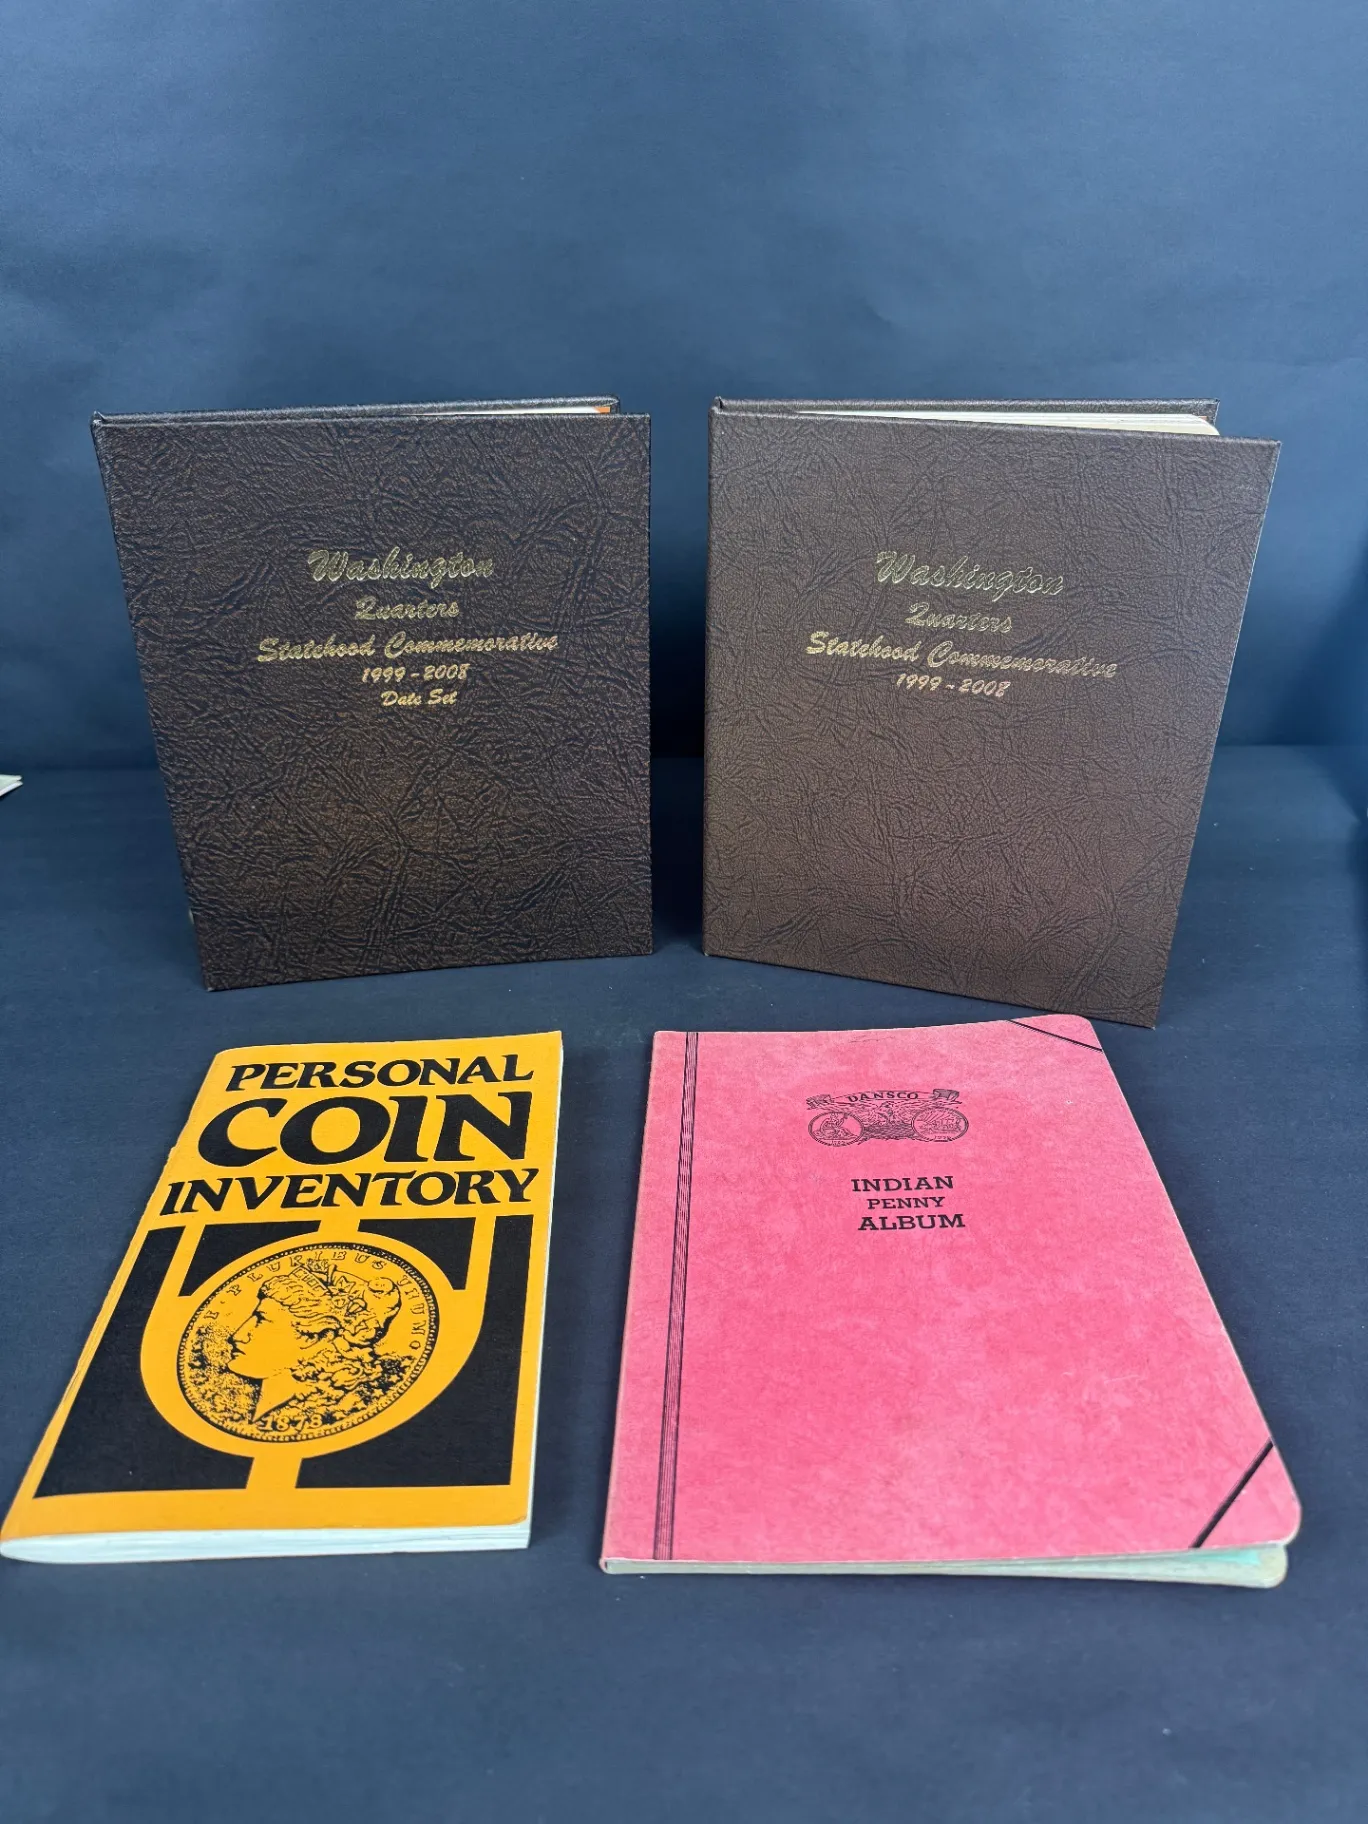 Washington
Quarters
Statehood Commemorative
1999-2008
Date Set
Washington
Quarters
Statehood Commemorative
1999-2008
PERSONAL
COIN
INVENTORY
E·PLURIBUS·UNUM
1878
DANSCO
INDIAN
PENNY
ALBUM